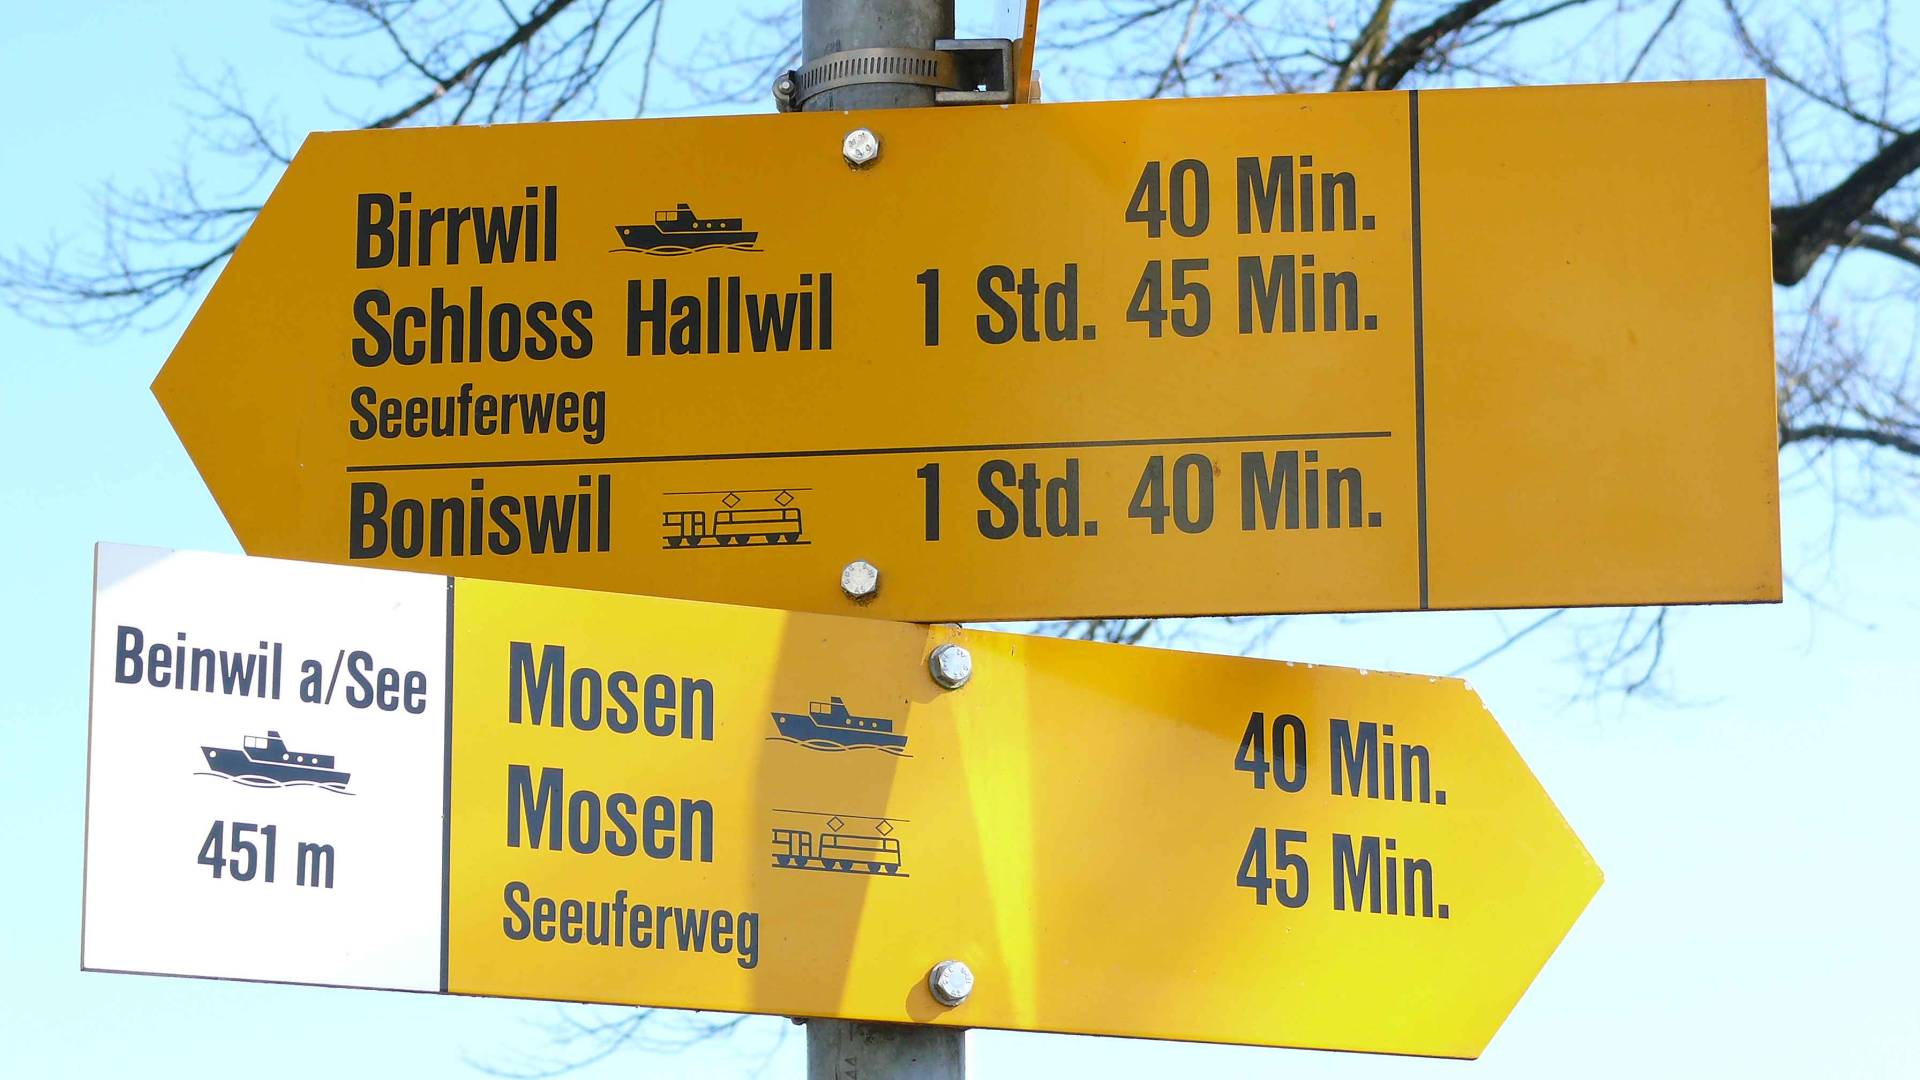 Birrwil 40 Min.
Schloss Hallwil 1 Std. 45 Min.
Seeuferweg
Boniswil 1 Std. 40 Min.
Beinwil a/See
451 m
Mosen 40 Min.
Mosen 45 Min.
Seeuferweg